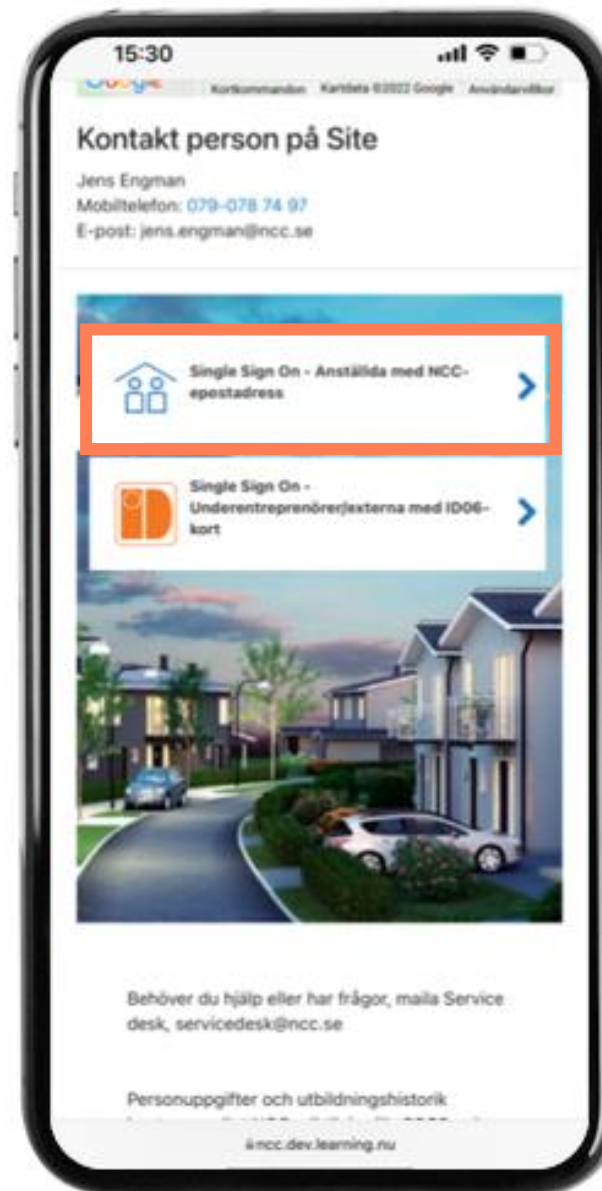 15:30
Google Kortkommandon Kartdata ©2022 Google Användarvillkor
Kontakt person på Site
Jens Engman
Mobiltelefon: 079-078 74 97
E-post: jens.engman@ncc.se
Single Sign On - Anställda med NCC-
epostadress
Single Sign On -
Underentreprenörer/externa med ID06-
kort
Behöver du hjälp eller har frågor, maila Service
desk, servicedesk@ncc.se
Personuppgifter och utbildningshistorik
ncc.dev.learning.nu